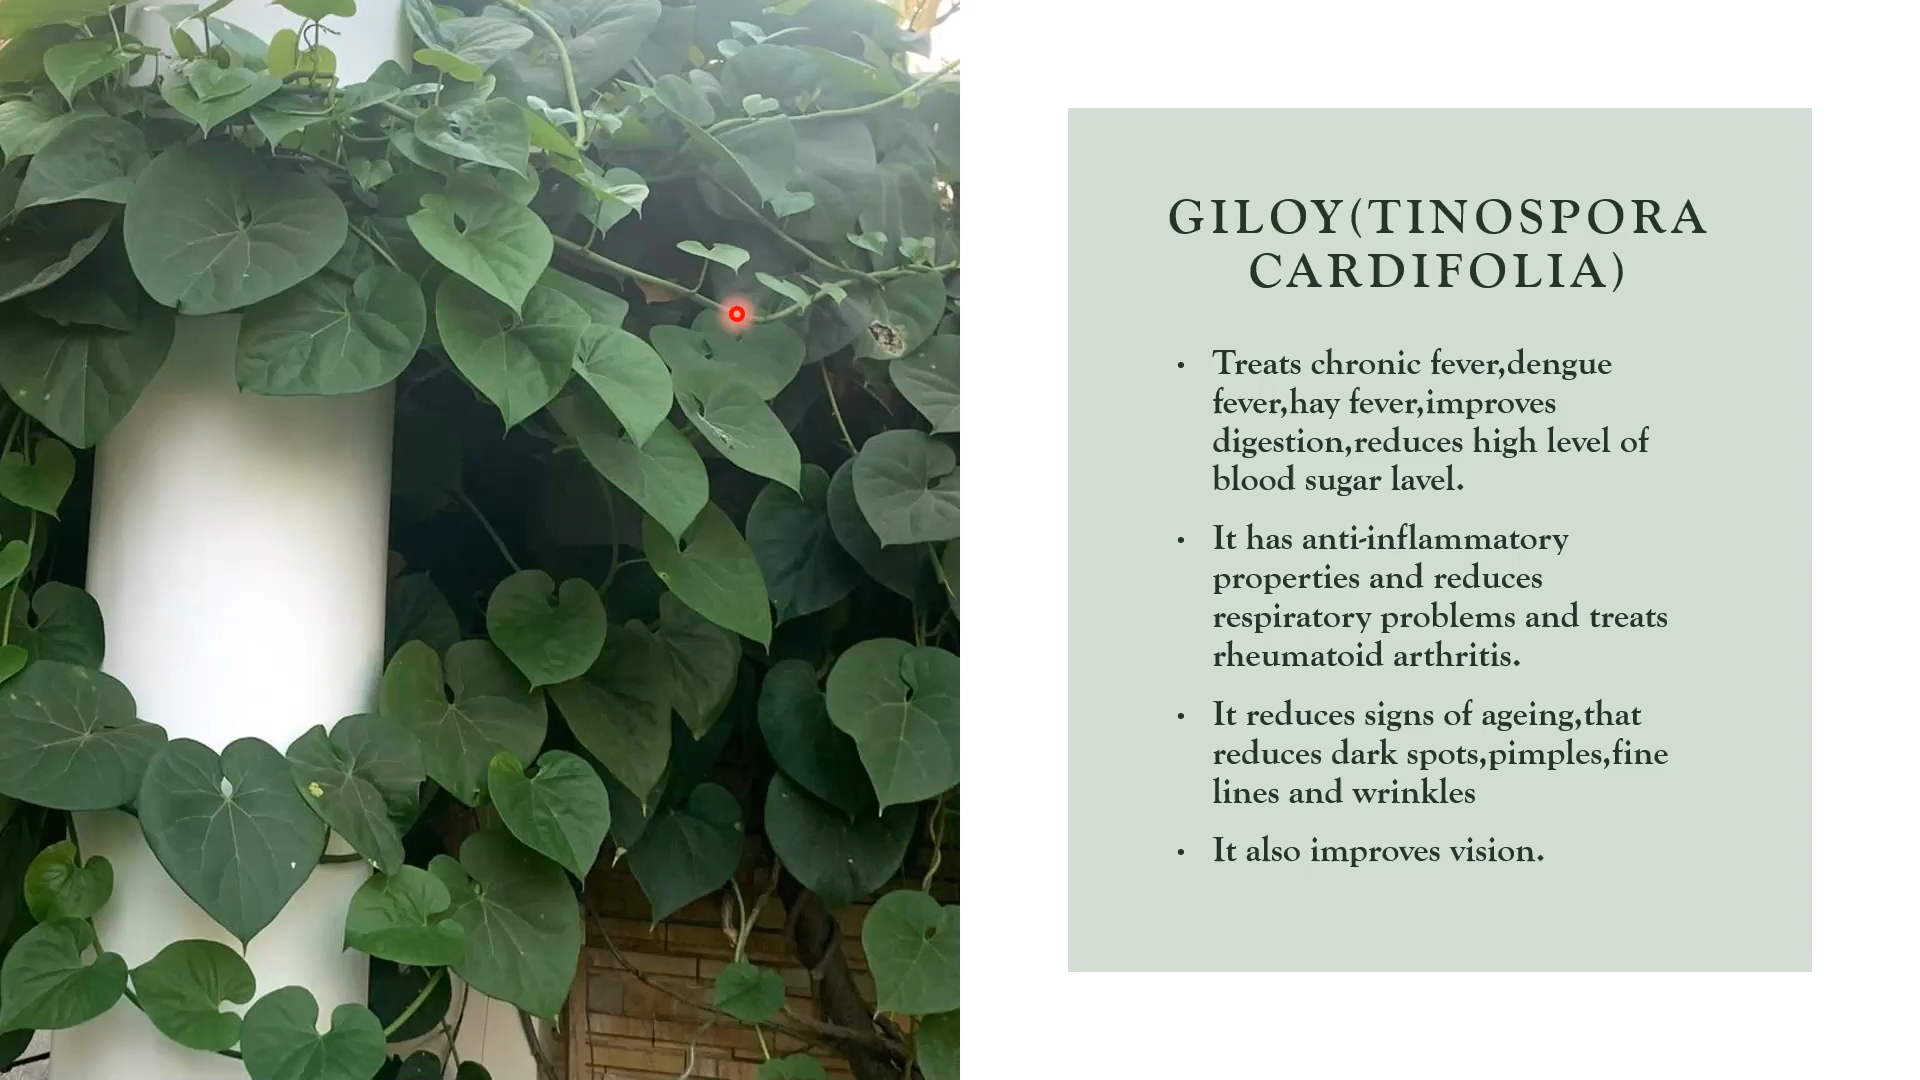 GILOY(TINOSPORA
CARDIFOLIA)
• Treats chronic fever,dengue
fever,hay fever,improves
digestion,reduces high level of
blood sugar lavel.
• It has anti-inflammatory
properties and reduces
respiratory problems and treats
rheumatoid arthritis.
• It reduces signs of ageing,that
reduces dark spots,pimples,fine
lines and wrinkles
• It also improves vision.